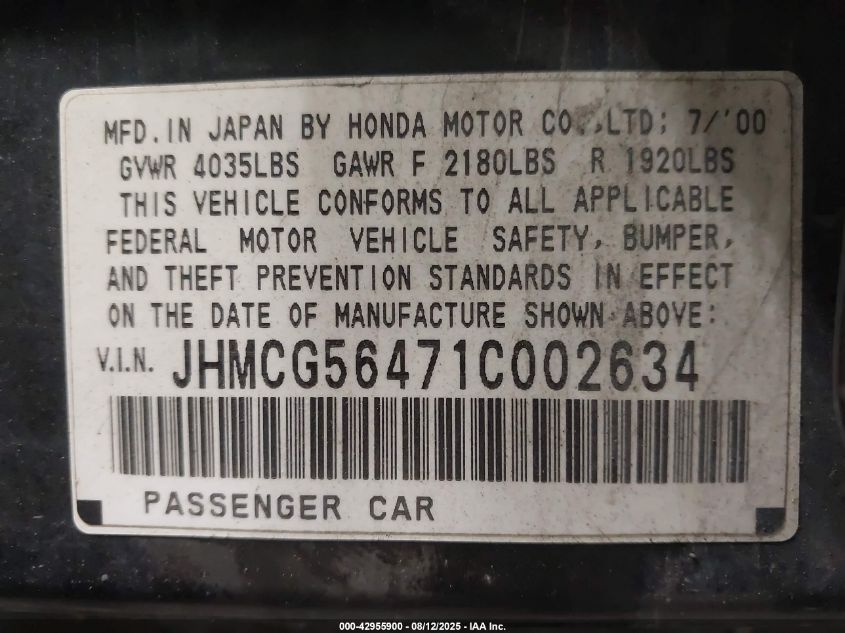 MFD. IN JAPAN BY HONDA MOTOR CO.,LTD; 7/'00
GVWR 4035LBS GAWR F 2180LBS R 1920LBS
THIS VEHICLE CONFORMS TO ALL APPLICABLE
FEDERAL MOTOR VEHICLE SAFETY, BUMPER,
AND THEFT PREVENTION STANDARDS IN EFFECT
ON THE DATE OF MANUFACTURE SHOWN ABOVE:
V.I.N. JHMCG56471C002634
PASSENGER CAR
000-42955900 - 08/12/2025 - IAA Inc.